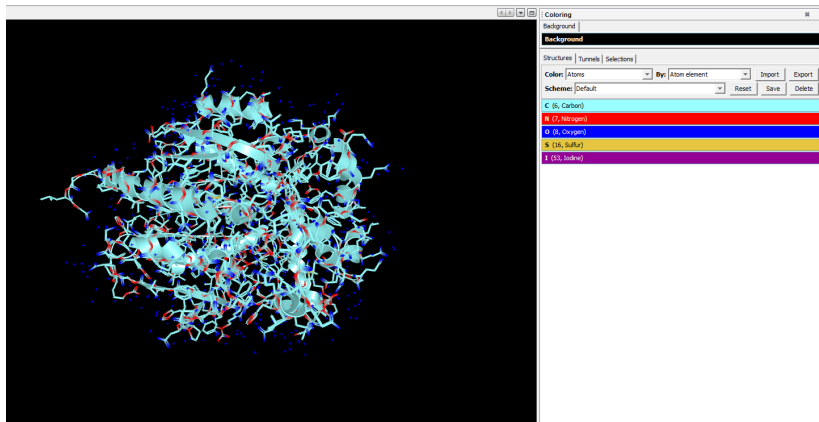 Coloring
Background
Background
Structures Tunnels Selections
Color: Atoms By: Atom element Import Export
Scheme: Default Reset Save Delete
C (6, Carbon)
N (7, Nitrogen)
O (8, Oxygen)
S (16, Sulfur)
I (53, Iodine)